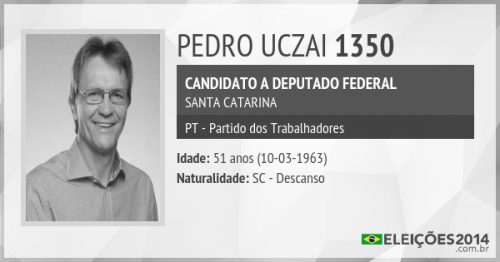 PEDRO UCZAI 1350
CANDIDATO A DEPUTADO FEDERAL
SANTA CATARINA
PT - Partido dos Trabalhadores
Idade: 51 anos (10-03-1963)
Naturalidade: SC - Descanso
ELEIÇÕES2014
.com.br